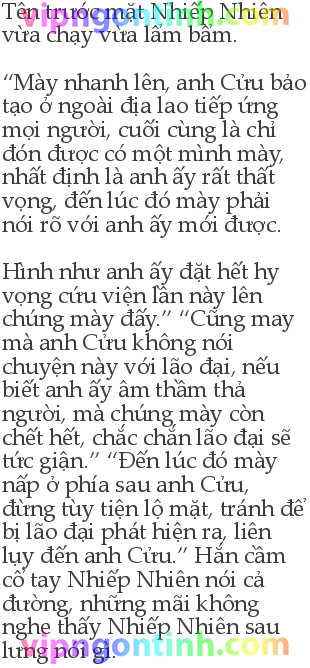 Tên trước mặt Nhiếp Nhiên
vipngontinh.com
vừa chạy vừa lẩm bẩm.
“Mày nhanh lên, anh Cửu bảo
tạo ở ngoài địa lao tiếp ứng
mọi người, cuối cùng là chỉ
đón được có một mình mày,
nhất định là anh ấy rất thất
vọng, đến lúc đó mày phải
nói rõ với anh ấy mới được.
Hình như anh ấy đặt hết hy
vọng cứu viện lần này lên
chúng mày đấy.” “Cũng may
mà anh Cửu không nói
chuyện này với lão đại, nếu
biết anh ấy âm thầm thả
người, mà chúng mày còn
chết hết, chắc chắn lão đại sẽ
tức giận.” “Đến lúc đó mày
nấp ở phía sau anh Cửu,
đừng tùy tiện lộ mặt, tránh để
bị lão đại phát hiện ra, liên
lụy đến anh Cửu.” Hắn cầm
cổ tay Nhiếp Nhiên nói cả
đường, những mãi không
nghe thấy Nhiếp Nhiên sau
lưng nói gì.
vipngontinh.com